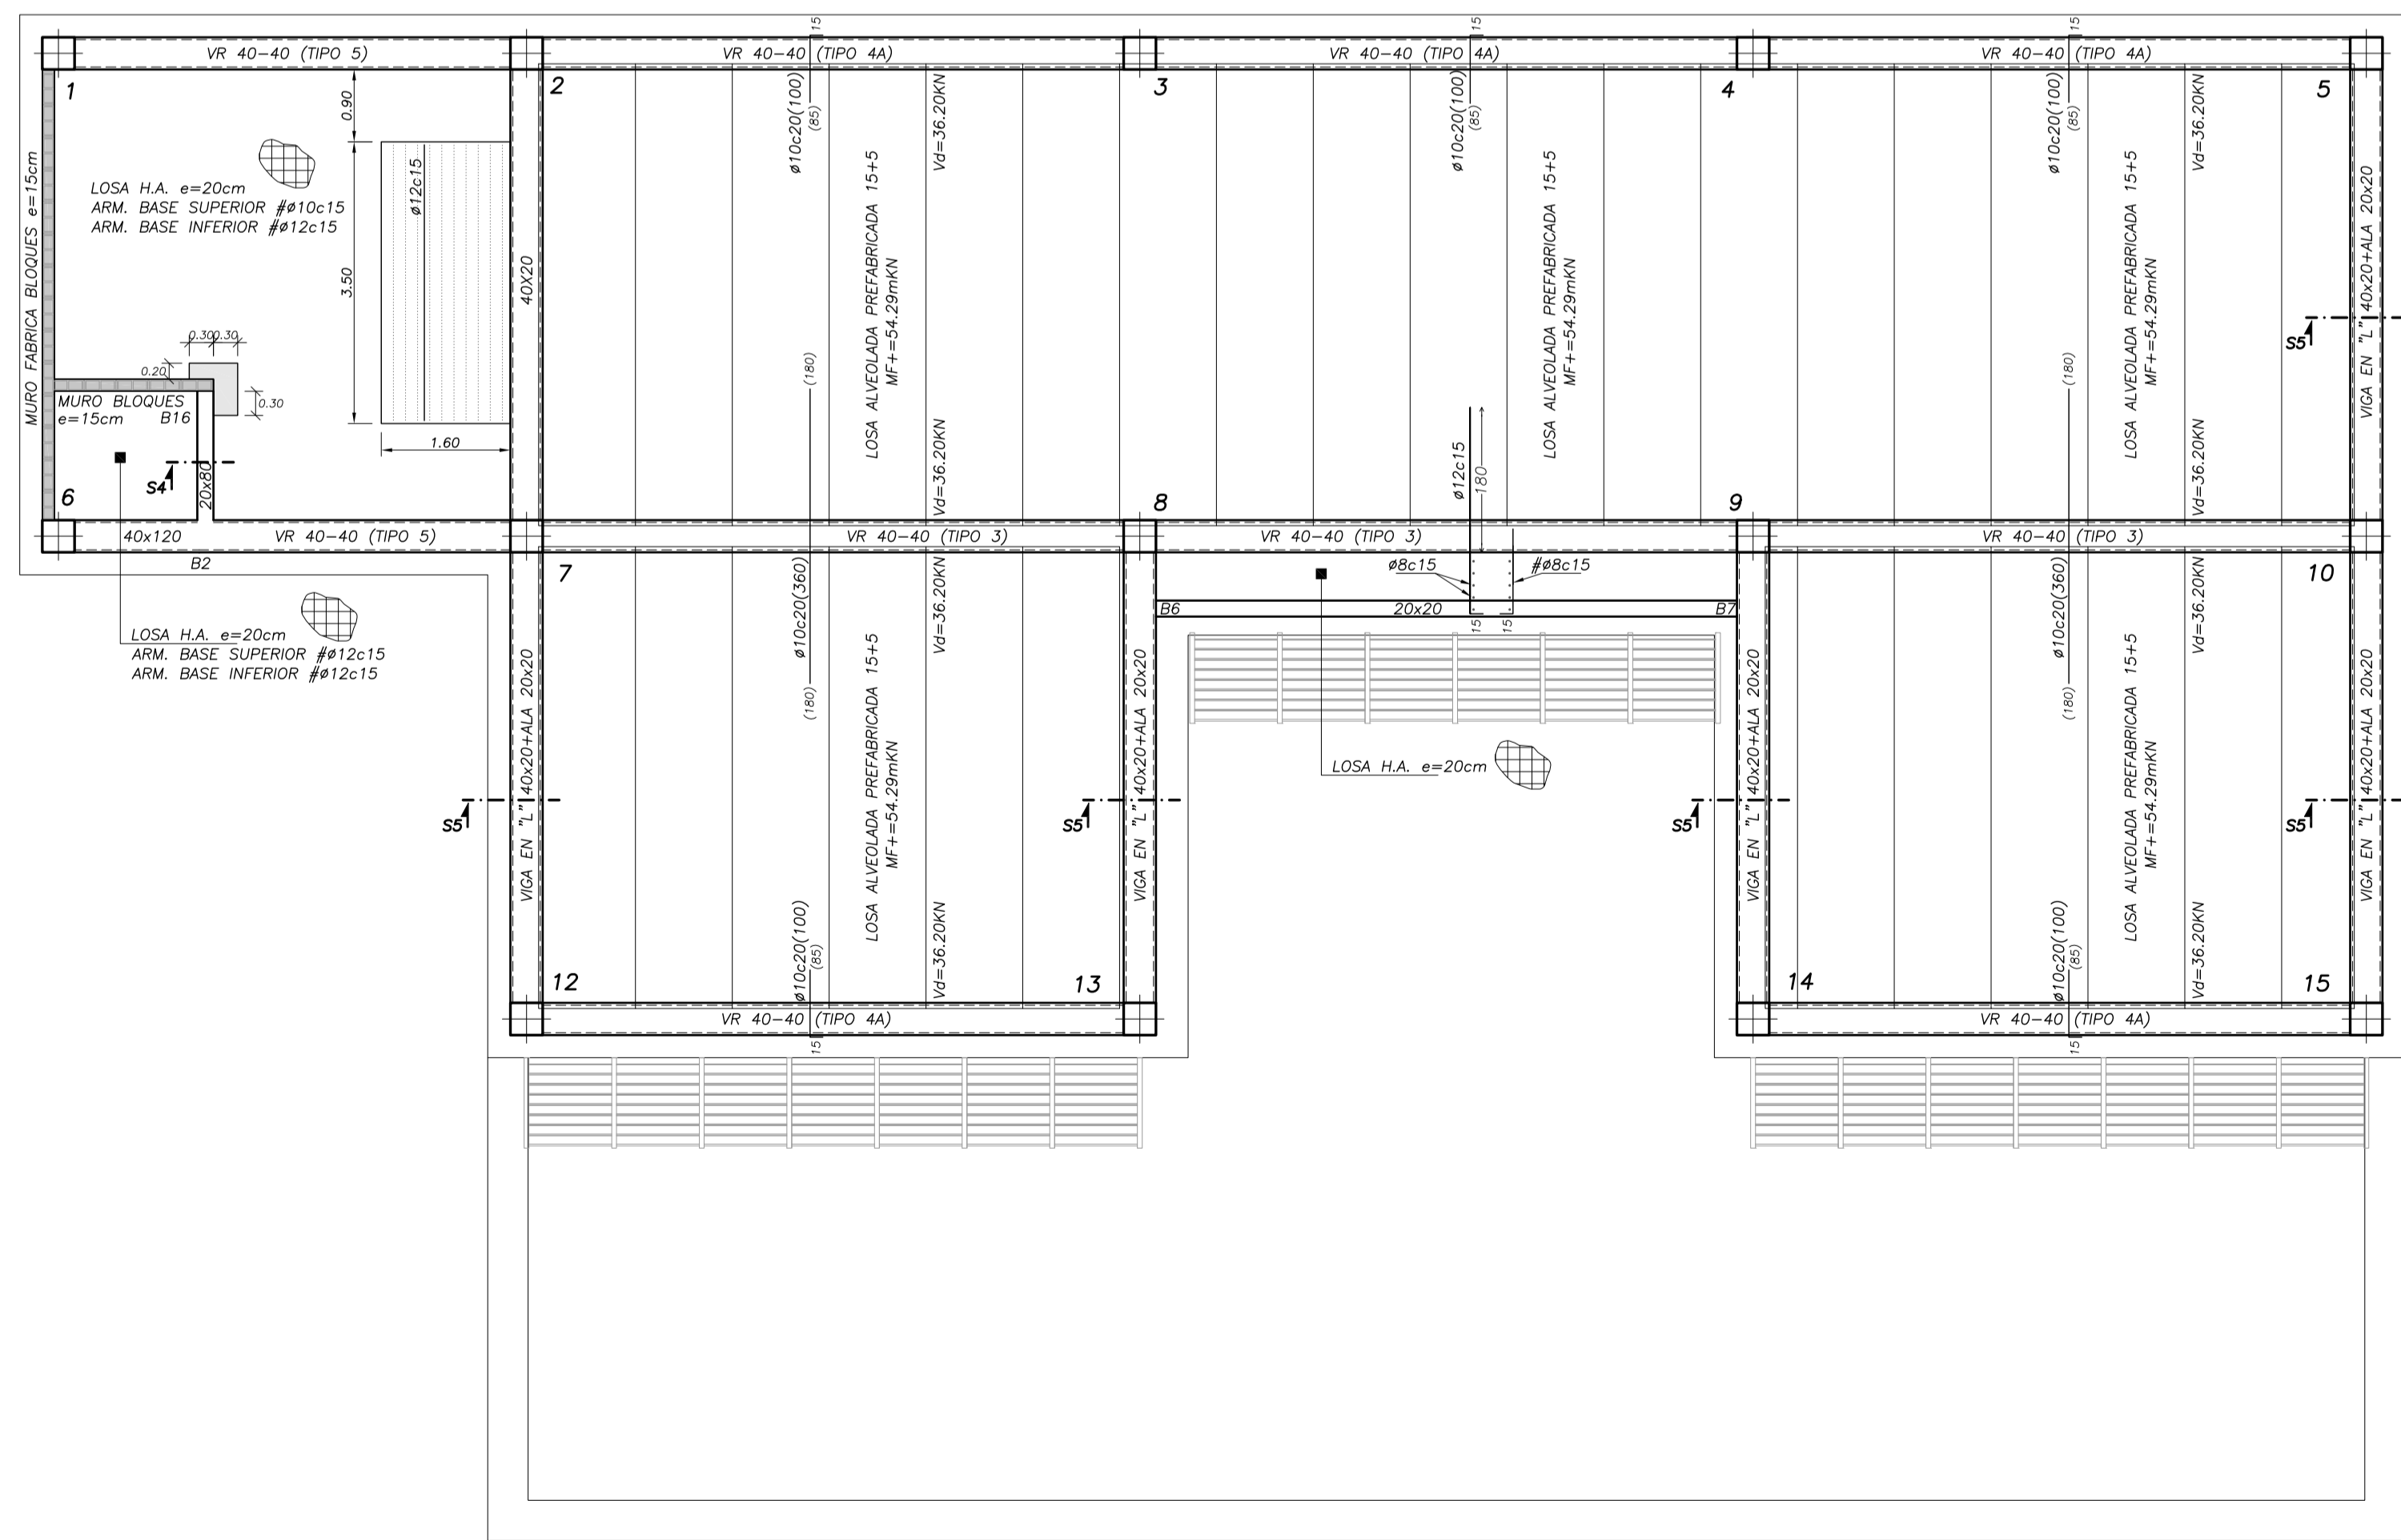 15
15
15
VR 40-40 (TIPO 5)
VR 40-40 (TIPO 4A)
VR 40-40 (TIPO 4A)
VR 40-40 (TIPO 4A)
1
2
3
4
5
MURO FABRICA BLOQUES e=15cm
LOSA H.A. e=20cm
ARM. BASE SUPERIOR #ø10c15
ARM. BASE INFERIOR #ø12c15
0.90
3.50
ø12c15
1.60
40X20
0.30
0.30
0.20
0.30
MURO BLOQUES
e=15cm
B16
S4
20x80
6
ø10c20(100)
(85)
Vd=36.20KN
LOSA ALVEOLADA PREFABRICADA 15+5
MF+=54.29mKN
(180)
Vd=36.20KN
ø10c20(100)
(85)
LOSA ALVEOLADA PREFABRICADA 15+5
MF+=54.29mKN
ø12c15
180
ø10c20(100)
(85)
Vd=36.20KN
LOSA ALVEOLADA PREFABRICADA 15+5
MF+=54.29mKN
(180)
Vd=36.20KN
VIGA EN "L" 40x20+ALA 20x20
S5
8
9
40x120
VR 40-40 (TIPO 5)
VR 40-40 (TIPO 3)
VR 40-40 (TIPO 3)
VR 40-40 (TIPO 3)
B2
7
10
LOSA H.A. e=20cm
ARM. BASE SUPERIOR #ø12c15
ARM. BASE INFERIOR #ø12c15
ø8c15
#ø8c15
B6
20x20
B7
15
15
LOSA H.A. e=20cm
VIGA EN "L" 40x20+ALA 20x20
S5
ø10c20(360)
(180)
Vd=36.20KN
LOSA ALVEOLADA PREFABRICADA 15+5
MF+=54.29mKN
ø10c20(100)
(85)
Vd=36.20KN
VIGA EN "L" 40x20+ALA 20x20
S5
VIGA EN "L" 40x20+ALA 20x20
S5
ø10c20(360)
(180)
Vd=36.20KN
LOSA ALVEOLADA PREFABRICADA 15+5
MF+=54.29mKN
ø10c20(100)
(85)
Vd=36.20KN
VIGA EN "L" 40x20+ALA 20x20
S5
12
13
14
15
VR 40-40 (TIPO 4A)
VR 40-40 (TIPO 4A)
15
15